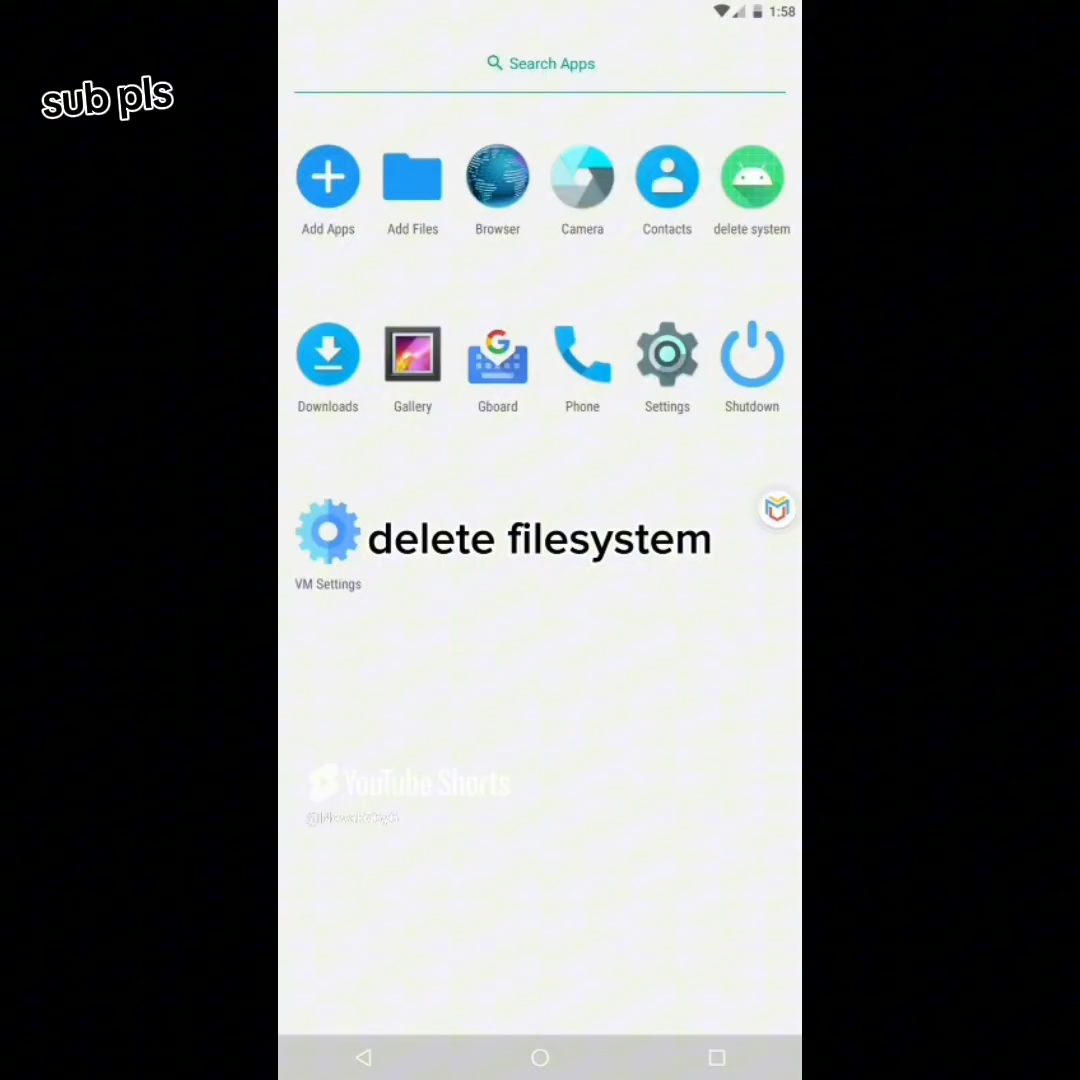 1:58
Search Apps
sub pls
Add Apps
Add Files
Browser
Camera
Contacts
delete system
Downloads
Gallery
Gboard
Phone
Settings
Shutdown
delete filesystem
VM Settings
YouTube Shorts